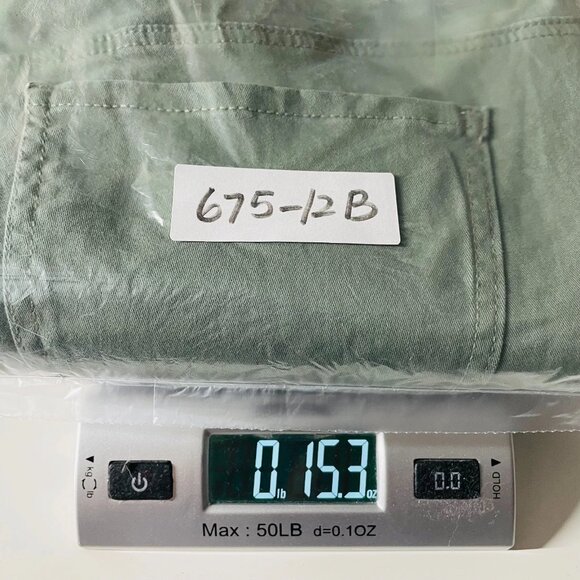 675-12B
kg lb
0 lb 15.3 oz
0.0
HOLD
Max : 50LB d=0.1OZ